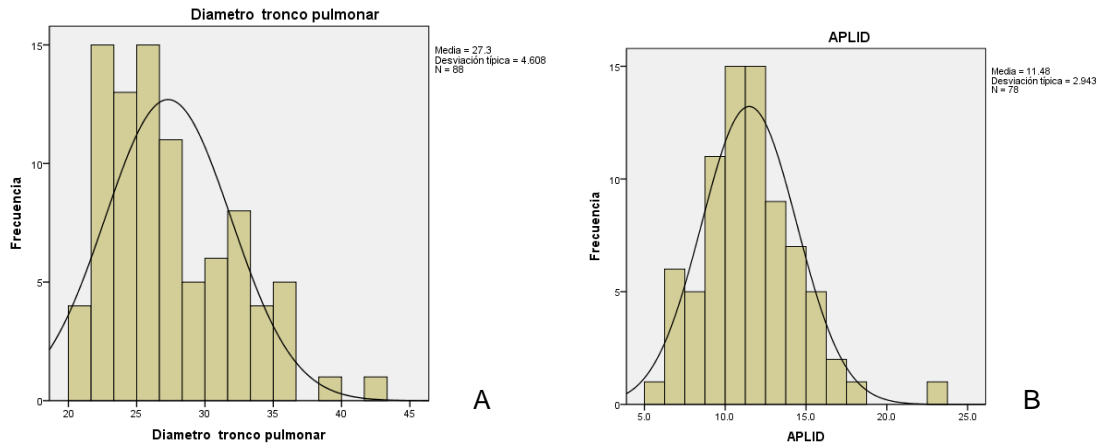 Diametro tronco pulmonar
Media = 27.3
Desviación típica = 4.608
N = 88
Frecuencia
15
10
5
0
20 25 30 35 40 45
Diametro tronco pulmonar
A
APLID
Media = 11.48
Desviación típica = 2.943
N = 78
Frecuencia
15
10
5
0
5.0 10.0 15.0 20.0 25.0
APLID
B